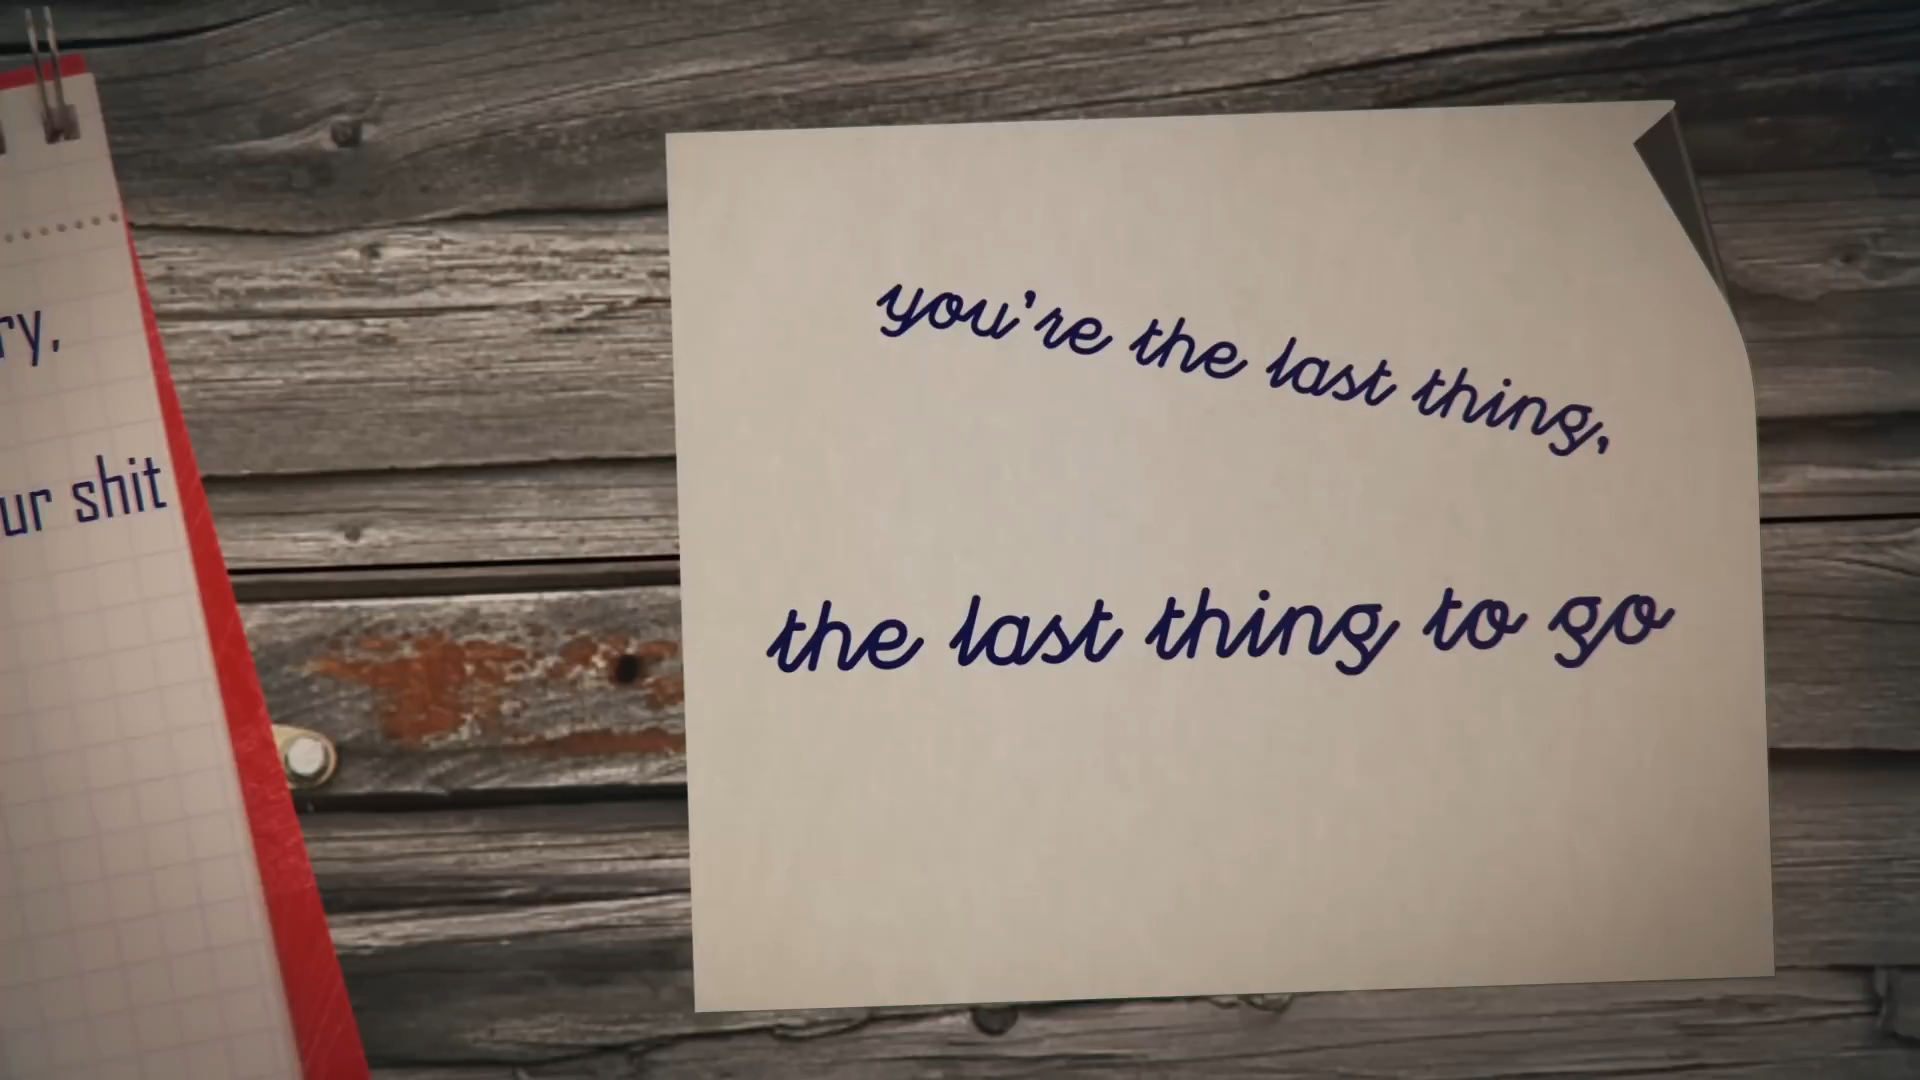 ry,
ur shit
you're the last thing,
the last thing to go